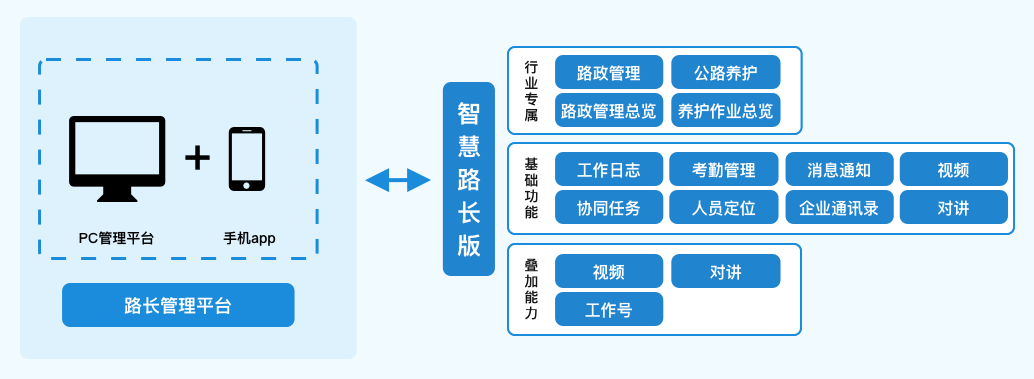 PC管理平台
手机app
路长管理平台
智慧路长版
行业专属
路政管理
公路养护
路政管理总览
养护作业总览
基础功能
工作日志
考勤管理
消息通知
视频
协同任务
人员定位
企业通讯录
对讲
叠加能力
视频
对讲
工作号